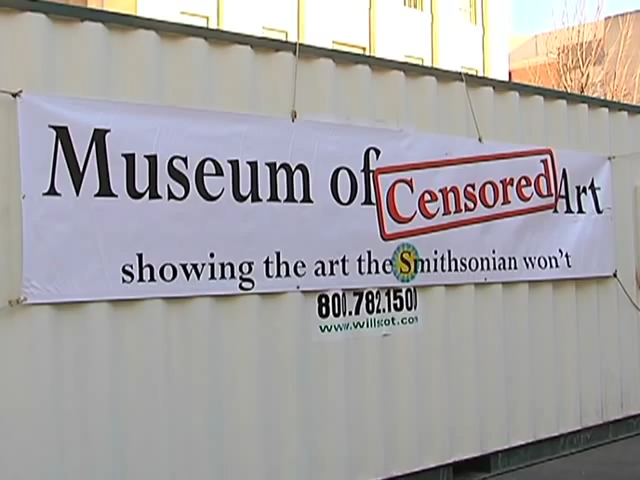 Museum of Censored Art
showing the art the Smithsonian won't
800.782.1500
www.willscot.com